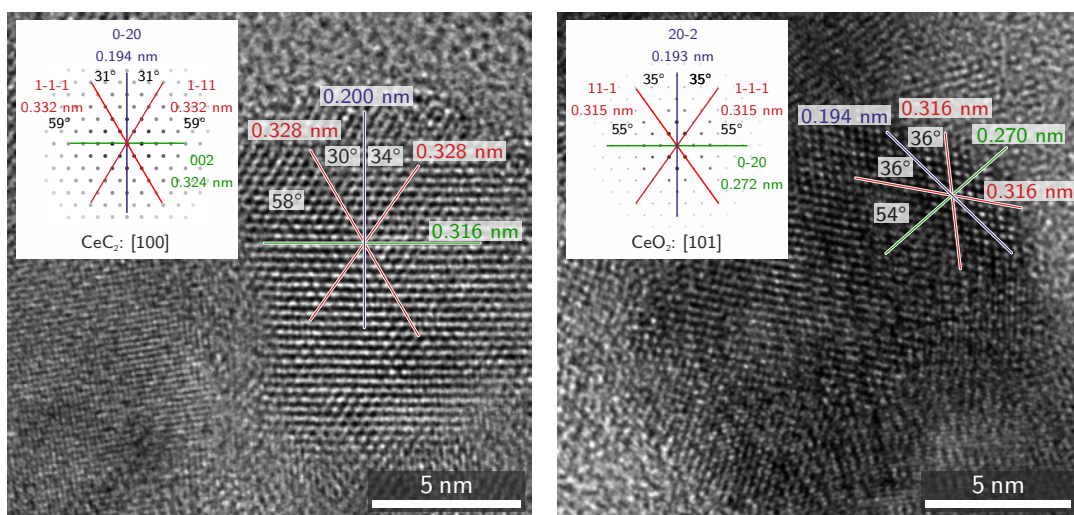 0-20
0.194 nm
31° 31°
1-1-1 1-11
0.332 nm 0.332 nm
59° 59°
002
0.324 nm
CeC₂: [100]
0.200 nm
0.328 nm
30° 34°
0.328 nm
58°
0.316 nm
5 nm
20-2
0.193 nm
35° 35°
11-1 1-1-1
0.315 nm 0.315 nm
55° 55°
0-20
0.272 nm
CeO₂: [101]
0.194 nm
0.316 nm
36°
0.270 nm
36°
0.316 nm
54°
5 nm